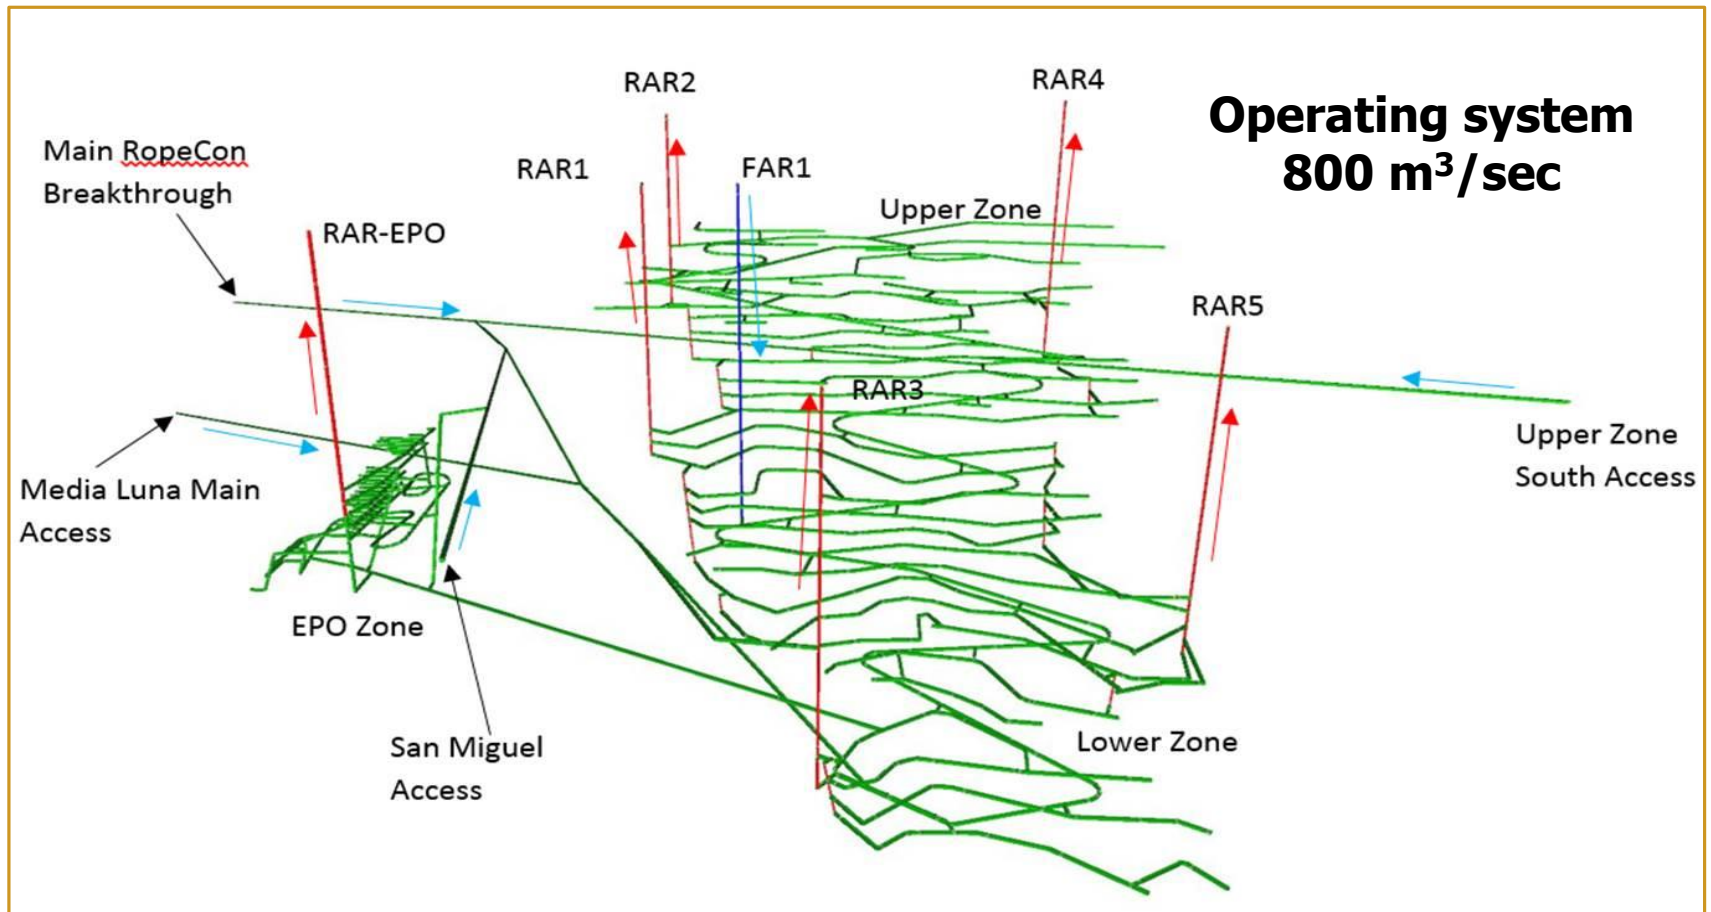 Operating system
800 m³/sec
RAR2
RAR4
Main RopeCon
Breakthrough
RAR1
FAR1
Upper Zone
RAR-EPO
RAR5
RAR3
Upper Zone
South Access
Media Luna Main
Access
EPO Zone
San Miguel
Access
Lower Zone